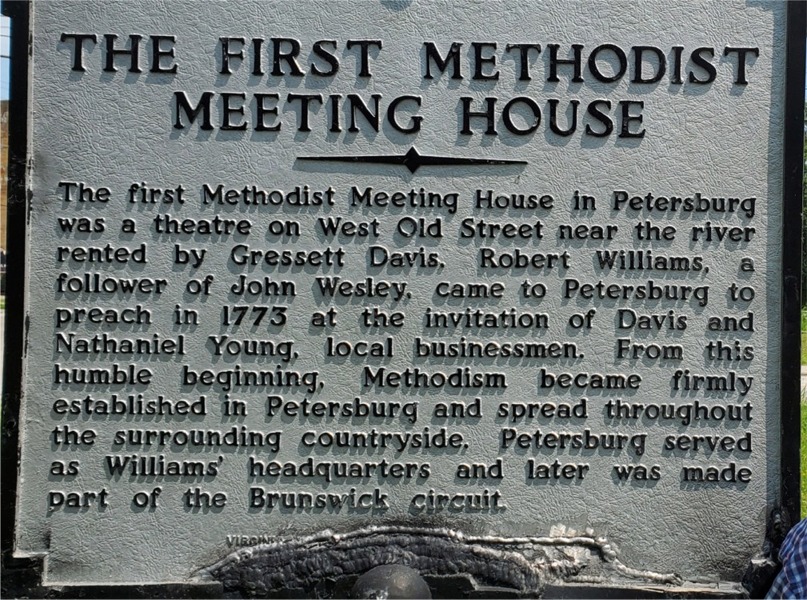 THE FIRST METHODIST
MEETING HOUSE
The first Methodist Meeting House in Petersburg
was a theatre on West Old Street near the river
rented by Gressett Davis. Robert Williams, a
follower of John Wesley, came to Petersburg to
preach in 1773 at the invitation of Davis and
Nathaniel Young, local businessmen. From this
humble beginning, Methodism became firmly
established in Petersburg and spread throughout
the surrounding countryside. Petersburg served
as Williams' headquarters and later was made
part of the Brunswick circuit.